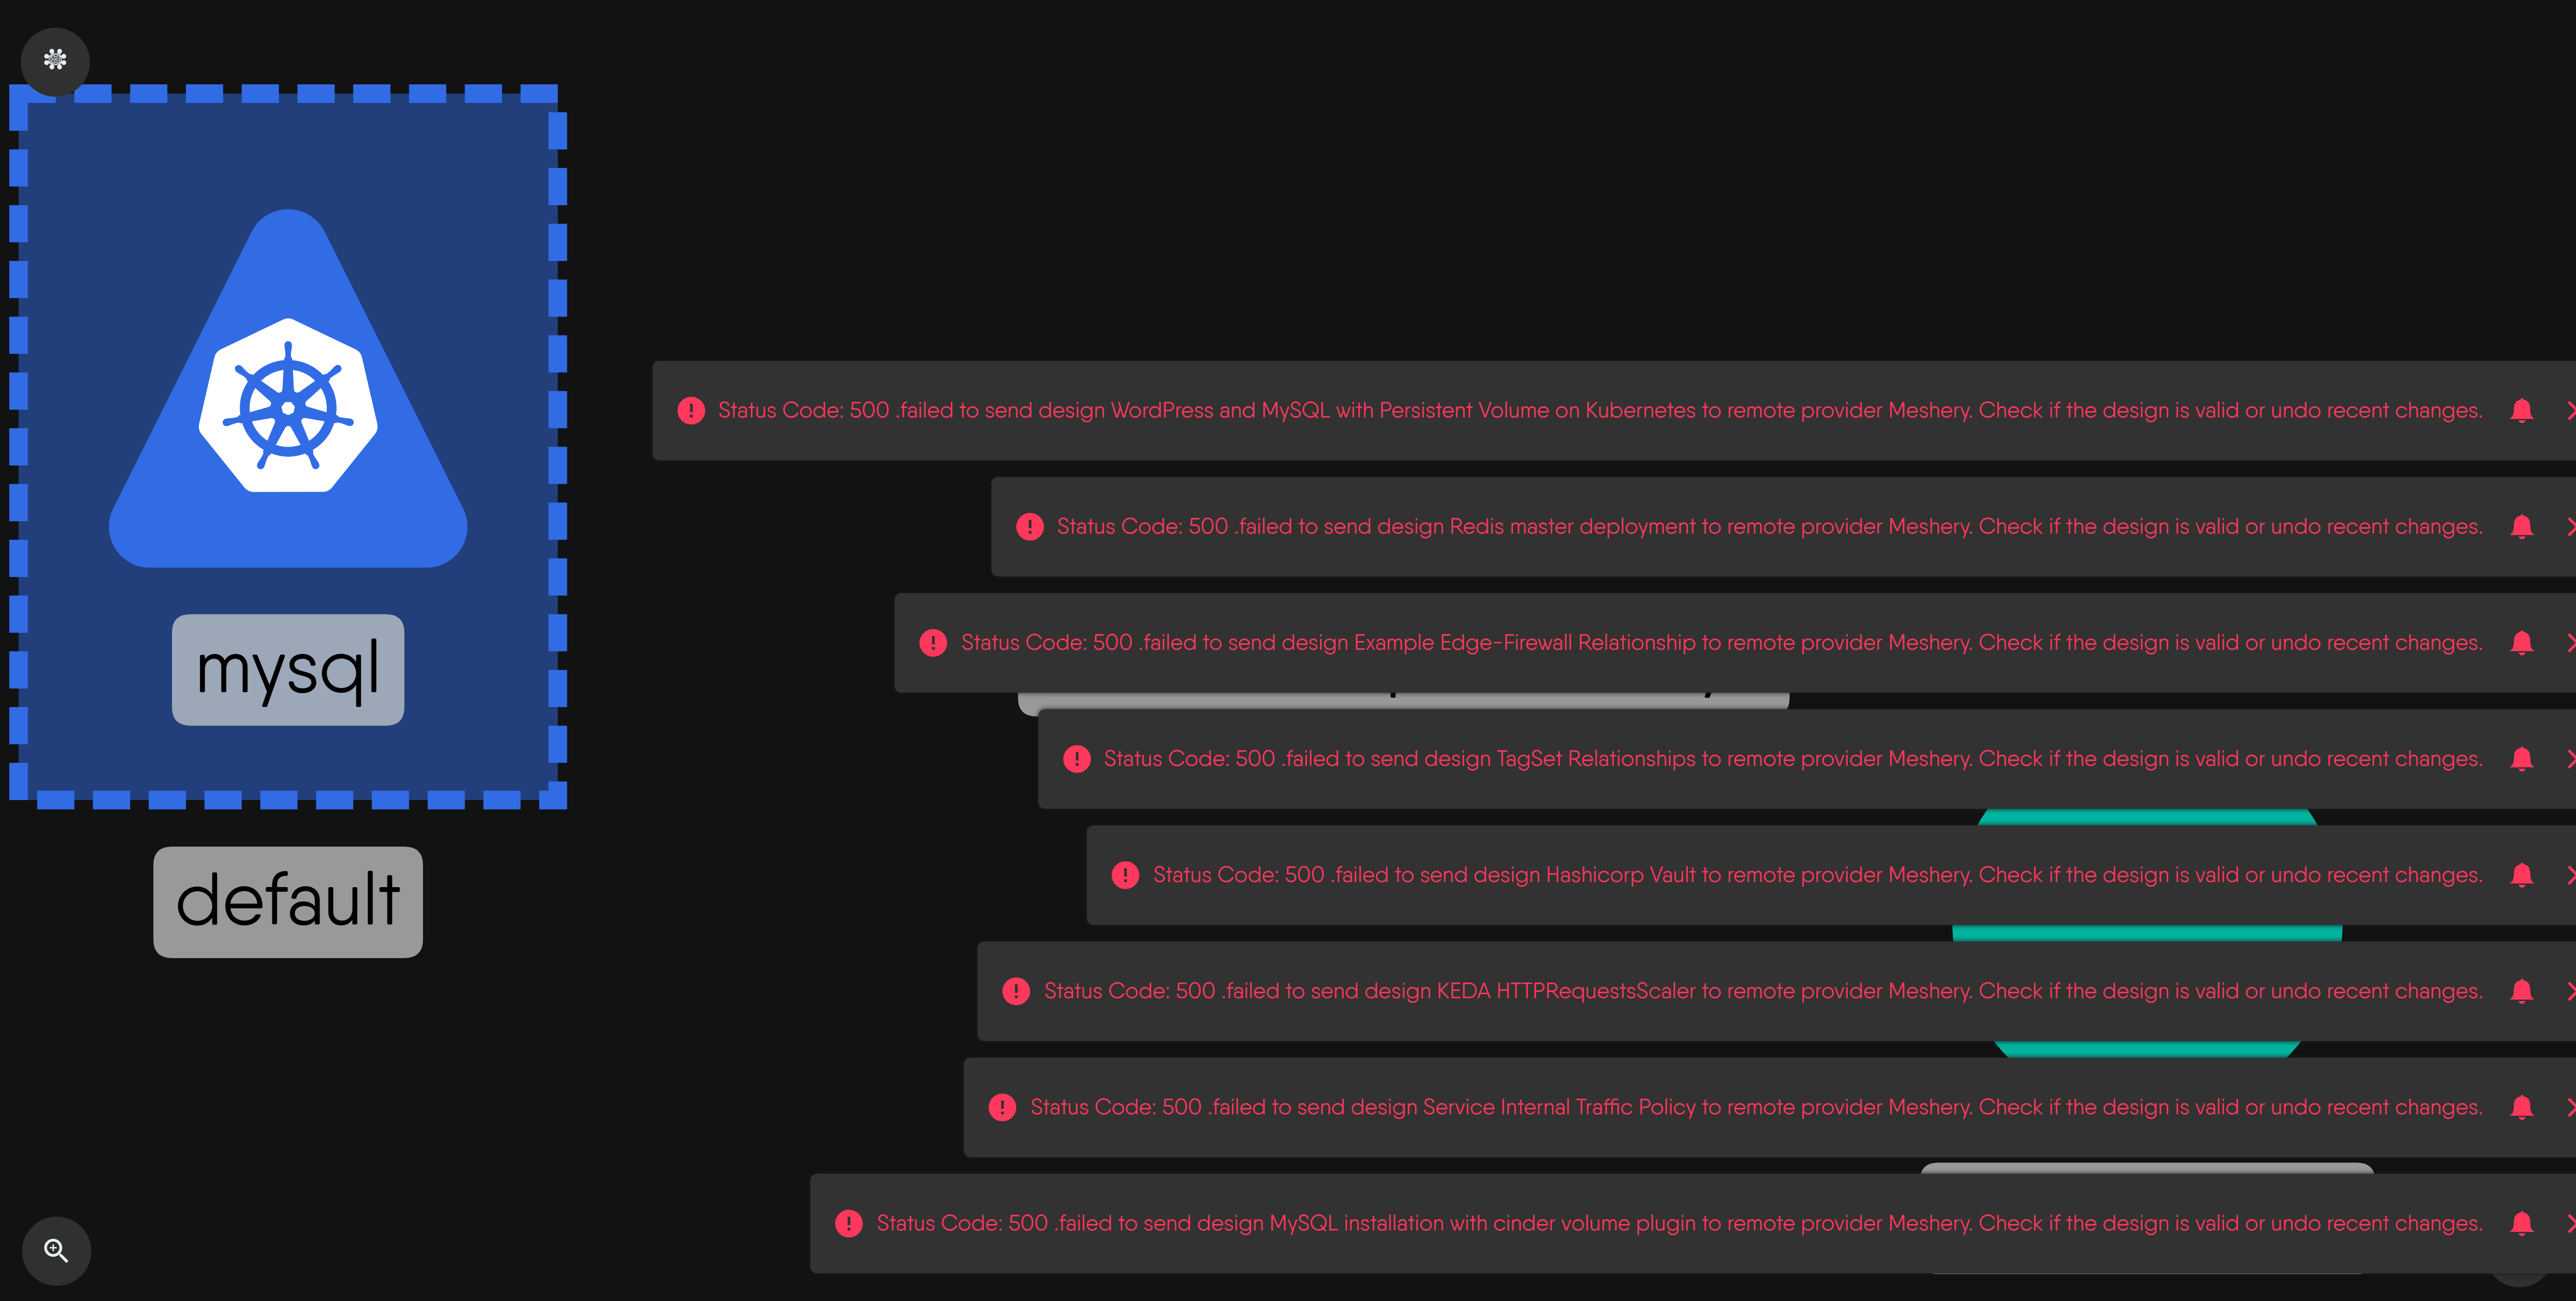 mysql
default
Status Code: 500 .failed to send design WordPress and MySQL with Persistent Volume on Kubernetes to remote provider Meshery. Check if the design is valid or undo recent changes.
Status Code: 500 .failed to send design Redis master deployment to remote provider Meshery. Check if the design is valid or undo recent changes.
Status Code: 500 .failed to send design Example Edge-Firewall Relationship to remote provider Meshery. Check if the design is valid or undo recent changes.
Status Code: 500 .failed to send design TagSet Relationships to remote provider Meshery. Check if the design is valid or undo recent changes.
Status Code: 500 .failed to send design Hashicorp Vault to remote provider Meshery. Check if the design is valid or undo recent changes.
Status Code: 500 .failed to send design KEDA HTTPRequestsScaler to remote provider Meshery. Check if the design is valid or undo recent changes.
Status Code: 500 .failed to send design Service Internal Traffic Policy to remote provider Meshery. Check if the design is valid or undo recent changes.
Status Code: 500 .failed to send design MySQL installation with cinder volume plugin to remote provider Meshery. Check if the design is valid or undo recent changes.